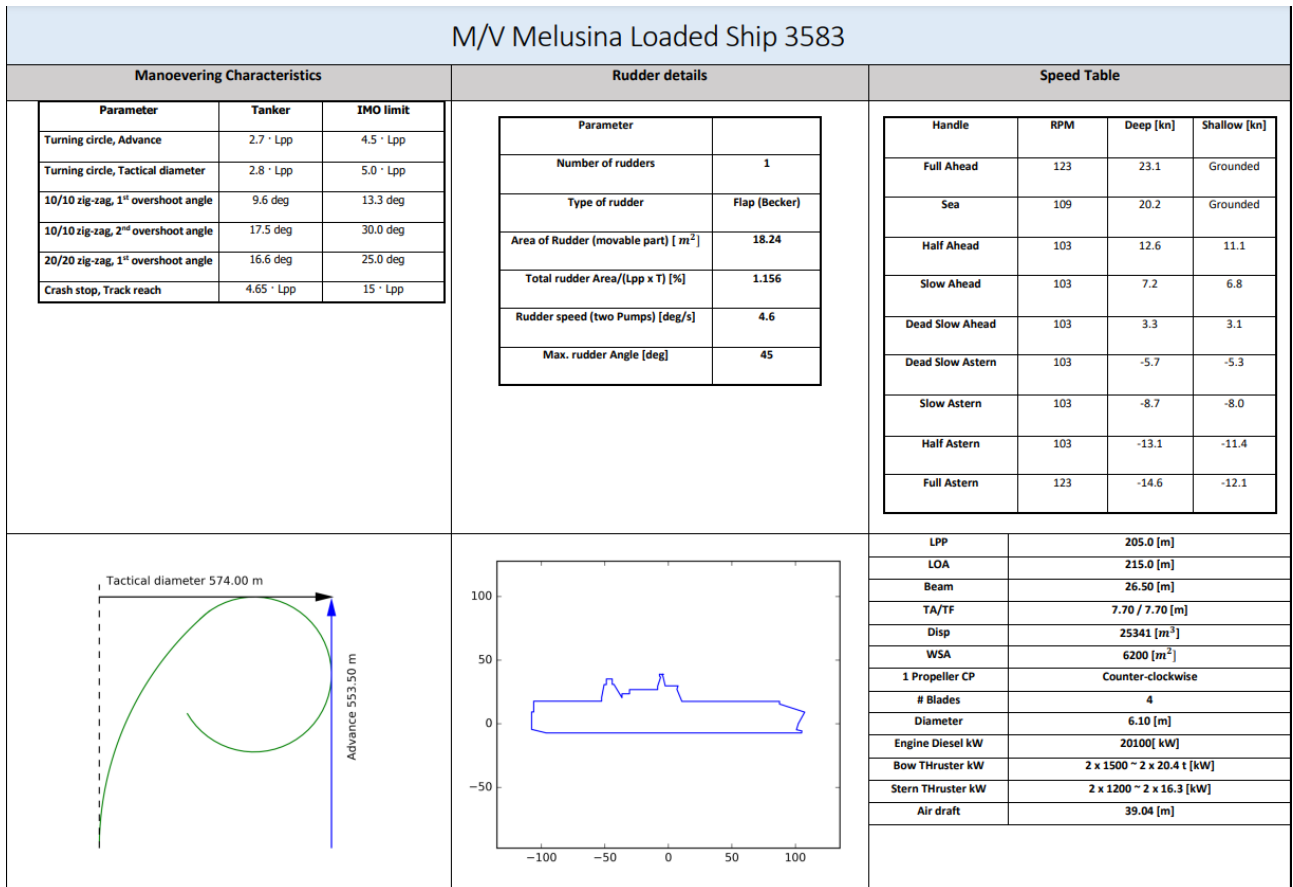 M/V Melusina Loaded Ship 3583
Manoevering Characteristics
Parameter Tanker IMO limit
Turning circle, Advance 2.7 · Lpp 4.5 · Lpp
Turning circle, Tactical diameter 2.8 · Lpp 5.0 · Lpp
10/10 zig-zag, 1st overshoot angle 9.6 deg 13.3 deg
10/10 zig-zag, 2nd overshoot angle 17.5 deg 30.0 deg
20/20 zig-zag, 1st overshoot angle 16.6 deg 25.0 deg
Crash stop, Track reach 4.65 · Lpp 15 · Lpp
Rudder details
Parameter
Number of rudders 1
Type of rudder Flap (Becker)
Area of Rudder (movable part) [ m²] 18.24
Total rudder Area/(Lpp x T) [%] 1.156
Rudder speed (two Pumps) [deg/s] 4.6
Max. rudder Angle [deg] 45
Speed Table
Handle RPM Deep [kn] Shallow [kn]
Full Ahead 123 23.1 Grounded
Sea 109 20.2 Grounded
Half Ahead 103 12.6 11.1
Slow Ahead 103 7.2 6.8
Dead Slow Ahead 103 3.3 3.1
Dead Slow Astern 103 -5.7 -5.3
Slow Astern 103 -8.7 -8.0
Half Astern 103 -13.1 -11.4
Full Astern 123 -14.6 -12.1
Tactical diameter 574.00 m
Advance 553.50 m
100
50
0
−50
−100 −50 0 50 100
LPP 205.0 [m]
LOA 215.0 [m]
Beam 26.50 [m]
TA/TF 7.70 / 7.70 [m]
Disp 25341 [m³]
WSA 6200 [m²]
1 Propeller CP Counter-clockwise
# Blades 4
Diameter 6.10 [m]
Engine Diesel kW 20100[ kW]
Bow THruster kW 2 x 1500 ~ 2 x 20.4 t [kW]
Stern THruster kW 2 x 1200 ~ 2 x 16.3 [kW]
Air draft 39.04 [m]